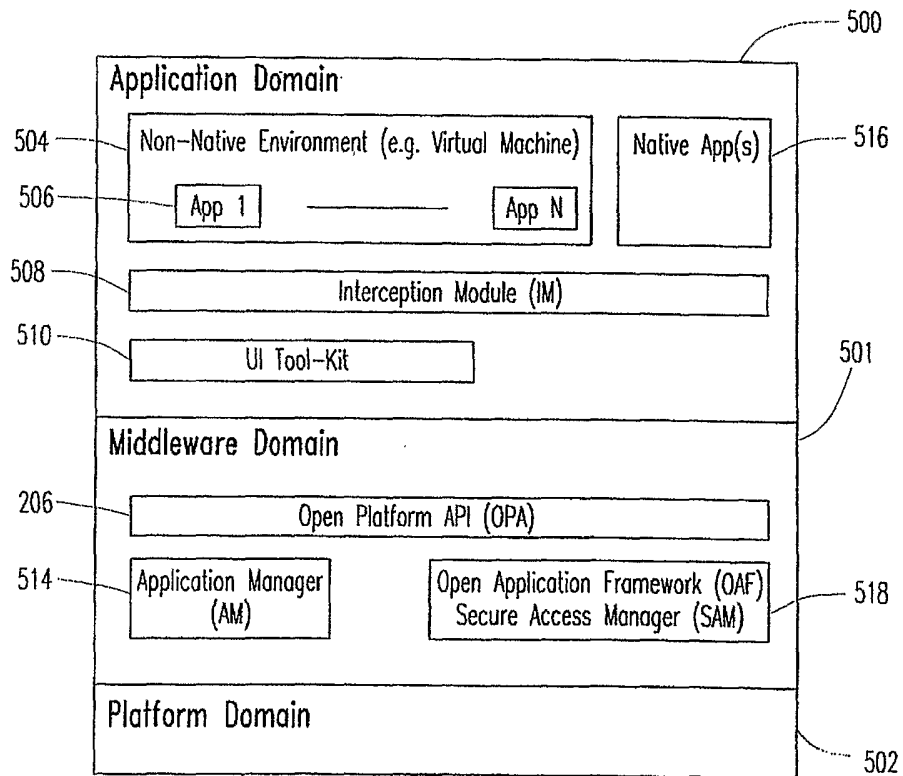 500
Application Domain
504
Non-Native Environment (e.g. Virtual Machine)
Native App(s)
516
506
App 1
App N
508
Interception Module (IM)
510
UI Tool-Kit
501
Middleware Domain
206
Open Platform API (OPA)
514
Application Manager
(AM)
Open Application Framework (OAF)
Secure Access Manager (SAM)
518
Platform Domain
502